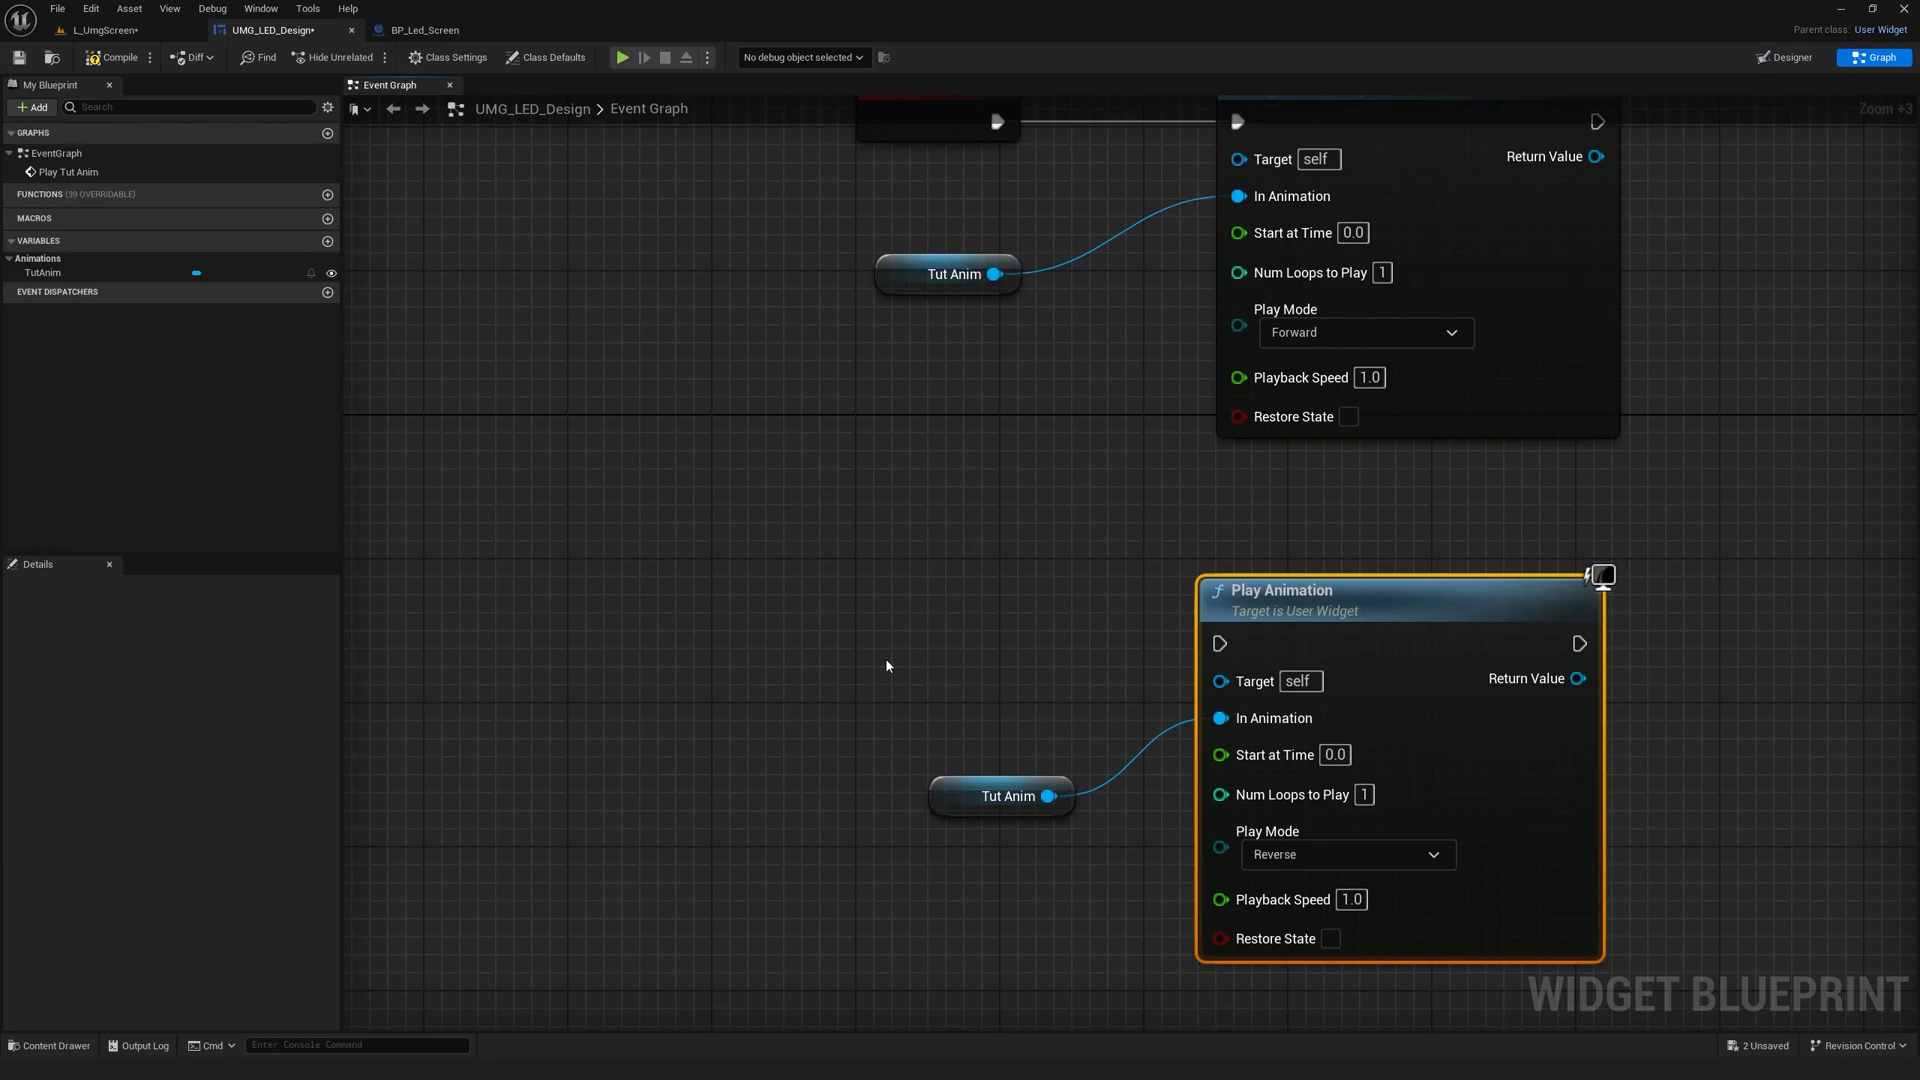 File Edit Asset View Debug Window Tools Help
L_UmgScreen*
UMG_LED_Design*
BP_Led_Screen
Parent class: User Widget
Compile
Diff
Find
Hide Unrelated
Class Settings
Class Defaults
No debug object selected
Designer
Graph
My Blueprint
Event Graph
Add
Search
UMG_LED_Design > Event Graph
Zoom +3
GRAPHS
EventGraph
Play Tut Anim
FUNCTIONS (39 OVERRIDABLE)
MACROS
VARIABLES
Animations
TutAnim
EVENT DISPATCHERS
Details
Target self
Return Value
In Animation
Start at Time 0.0
Tut Anim
Num Loops to Play 1
Play Mode
Forward
Playback Speed 1.0
Restore State
Play Animation
Target is User Widget
Target self
Return Value
In Animation
Start at Time 0.0
Tut Anim
Num Loops to Play 1
Play Mode
Reverse
Playback Speed 1.0
Restore State
WIDGET BLUEPRINT
Content Drawer
Output Log
Cmd
Enter Console Command
2 Unsaved
Revision Control